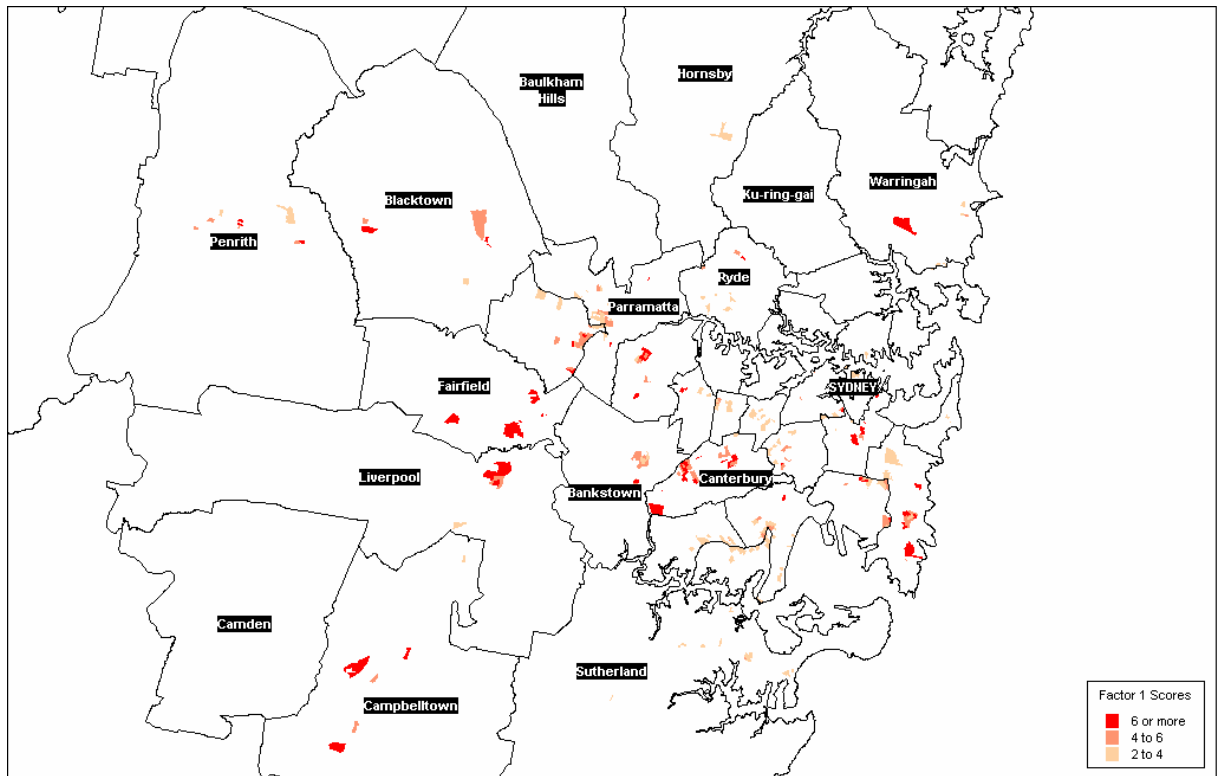 Hornsby
Baulkham
Hills
Ku-ring-gai
Warringah
Blacktown
Penrith
Ryde
Parramatta
Fairfield
SYDNEY
Liverpool
Canterbury
Bankstown
Camden
Sutherland
Campbelltown
Factor 1 Scores
6 or more
4 to 6
2 to 4